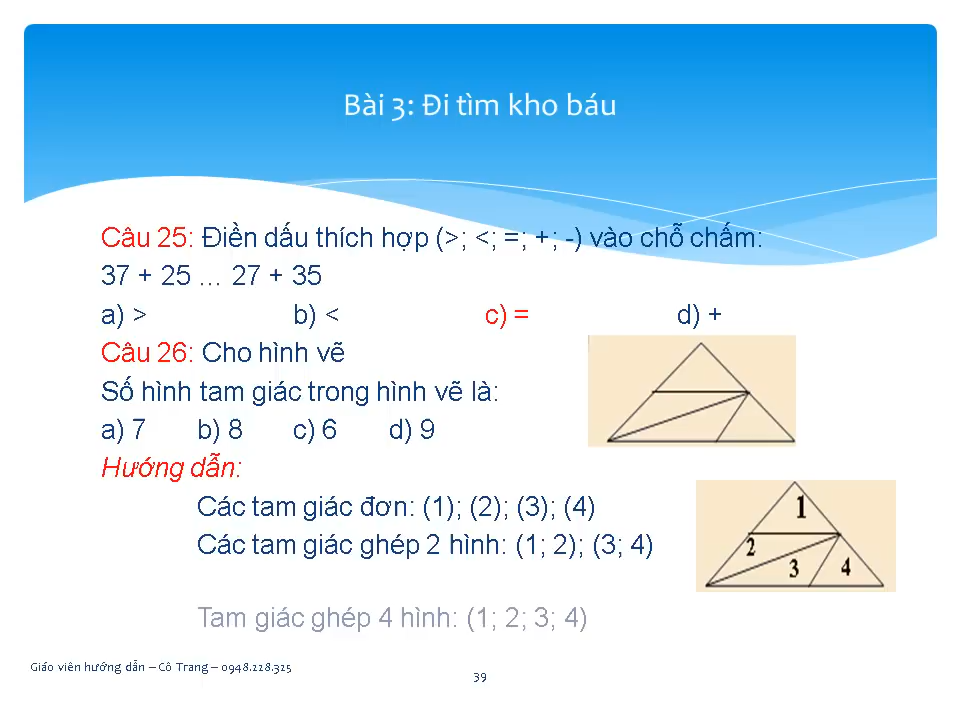 Bài 3: Đi tìm kho báu
Câu 25: Điền dấu thích hợp (>; <; =; +; -) vào chỗ chấm:
37 + 25 … 27 + 35
a) > b) < c) = d) +
Câu 26: Cho hình vẽ
Số hình tam giác trong hình vẽ là:
a) 7 b) 8 c) 6 d) 9
Hướng dẫn:
Các tam giác đơn: (1); (2); (3); (4)
Các tam giác ghép 2 hình: (1; 2); (3; 4)
1
2
3
4
Tam giác ghép 4 hình: (1; 2; 3; 4)
Giáo viên hướng dẫn – Cô Trang – 0948.228.325
39